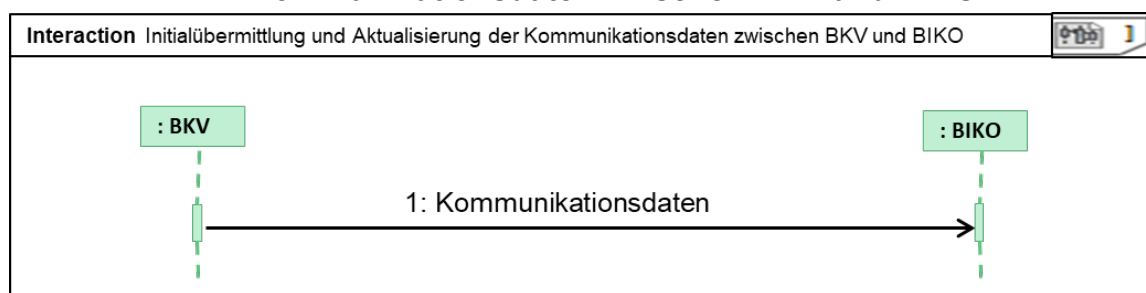 Interaction Initialübermittlung und Aktualisierung der Kommunikationsdaten zwischen BKV und BIKO
: BKV
: BIKO
1: Kommunikationsdaten